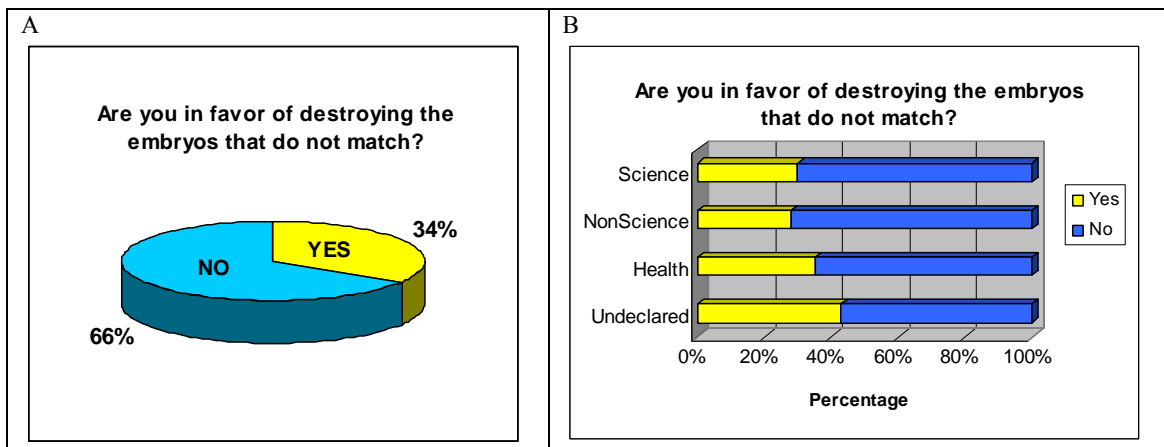 A
Are you in favor of destroying the
embryos that do not match?
YES
34%
NO
66%
B
Are you in favor of destroying the embryos
that do not match?
Science
NonScience
Health
Undeclared
0% 20% 40% 60% 80% 100%
Percentage
Yes
No